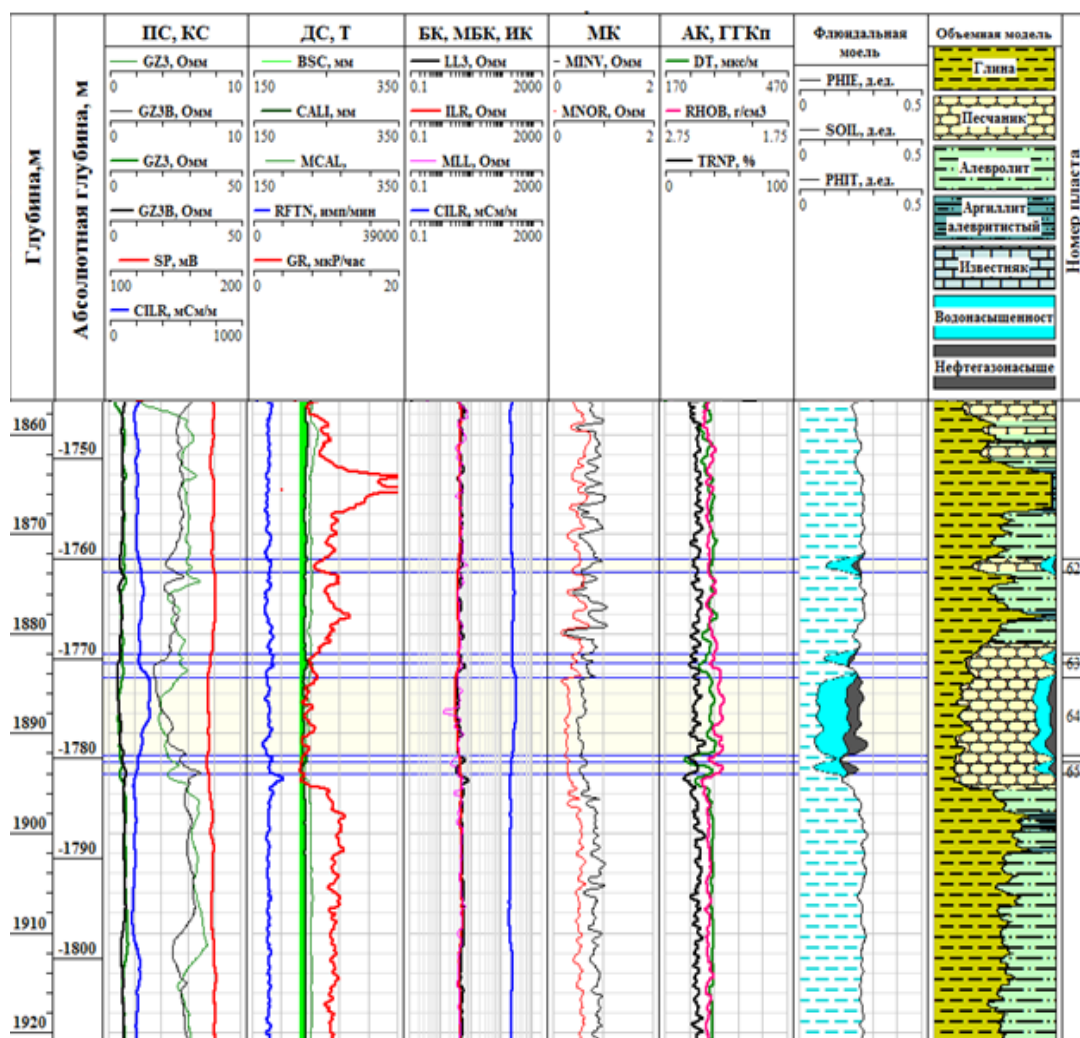 Глубина,м
Абсолютная глубина, м
ПС, КС
GZ3, Омм
0 10
GZ3B, Омм
0 10
GZ3, Омм
0 50
GZ3B, Омм
0 50
SP, мВ
100 200
CILR, мСм/м
0 1000
ДС, Т
BSC, мм
150 350
CALI, мм
150 350
MCAL,
150 350
RFTN, имп/мин
0 39000
GR, мкР/час
0 20
БК, МБК, ИК
LL3, Омм
0.1 2000
ILR, Омм
0.1 2000
MLL, Омм
0.1 2000
CILR, мСм/м
0.1 2000
МК
MINV, Омм
0 2
MNOR, Омм
0 2
АК, ГГКп
DT, мкс/м
170 470
RHOB, г/см3
2.75 1.75
TRNP, %
0 100
Флюидальная
моель
PHIE, д.ед.
0 0.5
SOIL, д.ед.
0 0.5
PHIT, д.ед.
0 0.5
Объемная модель
Глина
Песчаник
Алевролит
Аргиллит
алевритистый
Известняк
Водонасыщенност
Нефтегазонасыще
Номер пласта
1860
1870
1880
1890
1900
1910
1920
-1750
-1760
-1770
-1780
-1790
-1800
62
63
64
65